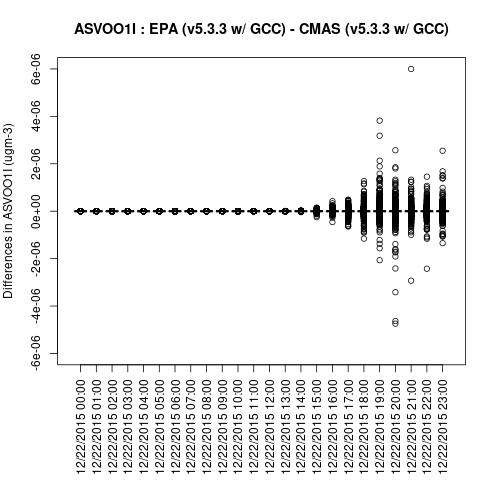 ASVOO1I : EPA (v5.3.3 w/ GCC) - CMAS (v5.3.3 w/ GCC)
Differences in ASVOO1I (ugm-3)
6e-06
4e-06
2e-06
0e+00
-2e-06
-4e-06
-6e-06
12/22/2015 00:00
12/22/2015 01:00
12/22/2015 02:00
12/22/2015 03:00
12/22/2015 04:00
12/22/2015 05:00
12/22/2015 06:00
12/22/2015 07:00
12/22/2015 08:00
12/22/2015 09:00
12/22/2015 10:00
12/22/2015 11:00
12/22/2015 12:00
12/22/2015 13:00
12/22/2015 14:00
12/22/2015 15:00
12/22/2015 16:00
12/22/2015 17:00
12/22/2015 18:00
12/22/2015 19:00
12/22/2015 20:00
12/22/2015 21:00
12/22/2015 22:00
12/22/2015 23:00